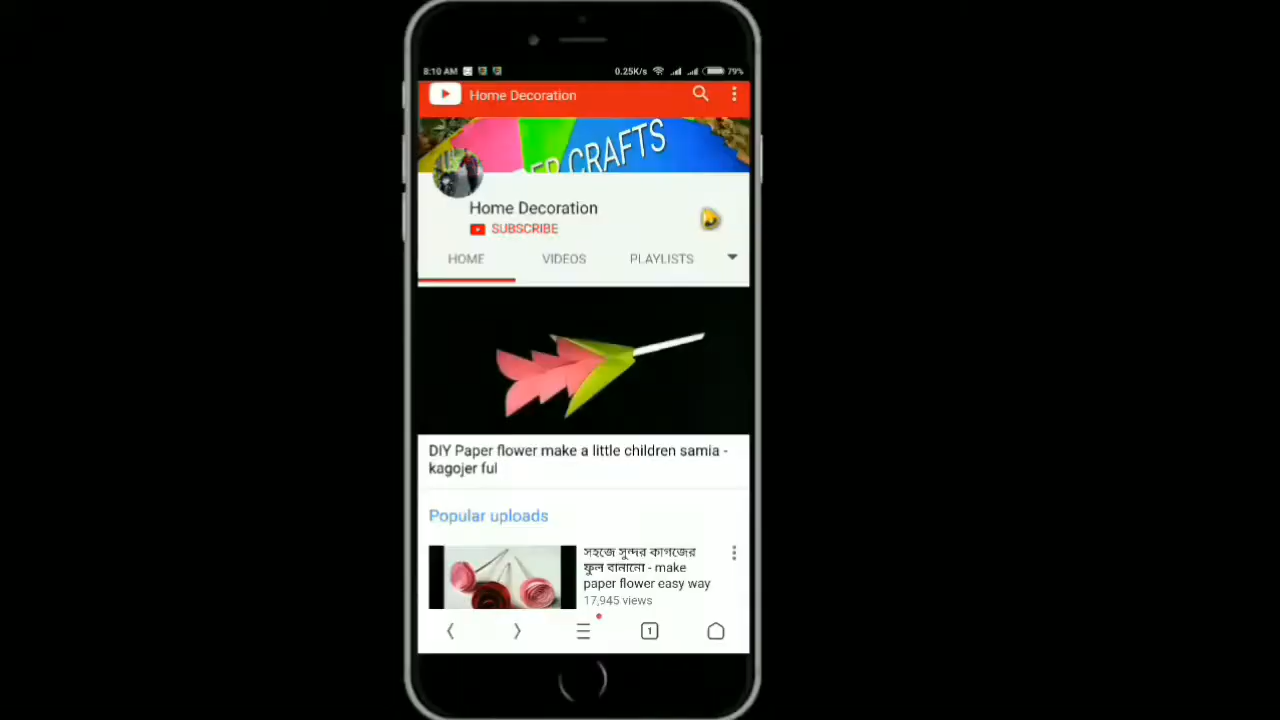 8:10 AM 0.25K/s 79%
Home Decoration
ER CRAFTS
Home Decoration
SUBSCRIBE
HOME VIDEOS PLAYLISTS
DIY Paper flower make a little children samia -
kagojer ful
Popular uploads
সহজে সুন্দর কাগজের
ফুল বানানো - make
paper flower easy way
17,945 views
1